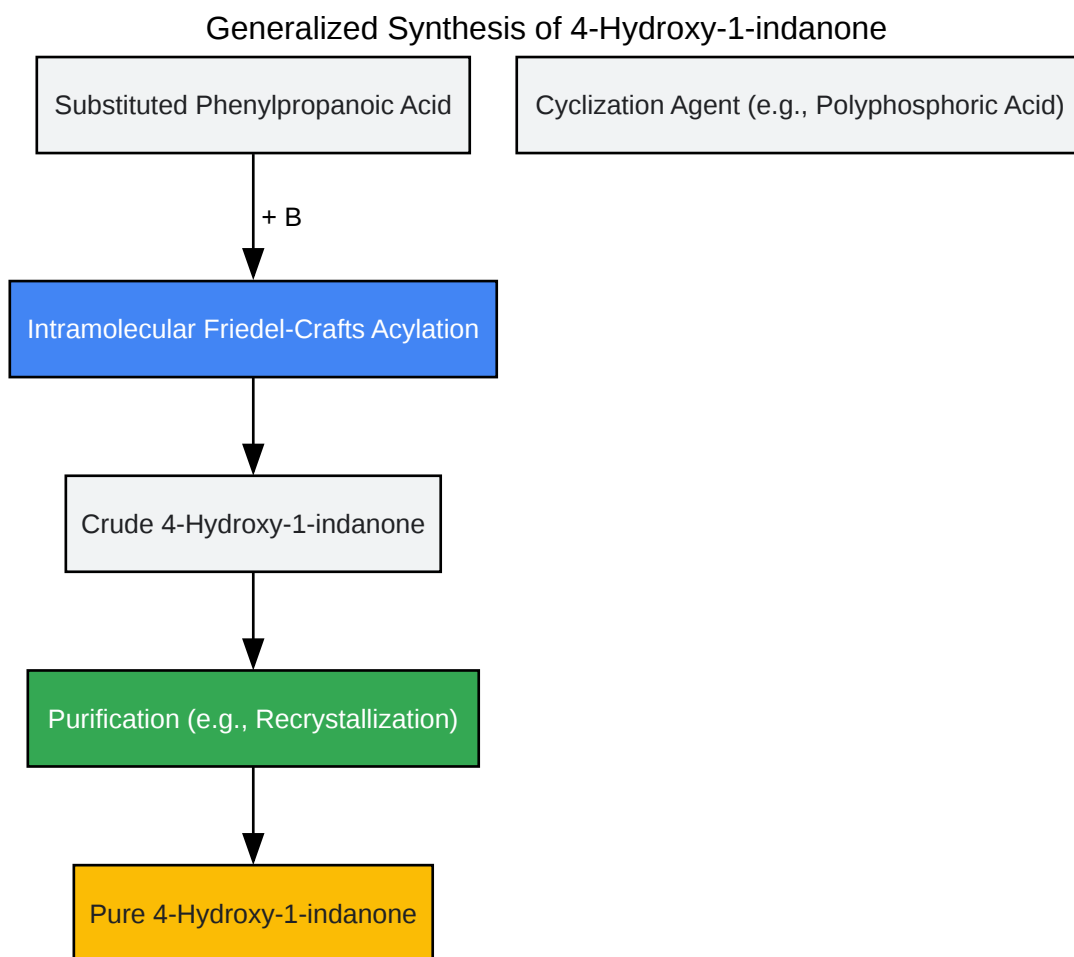 Generalized Synthesis of 4-Hydroxy-1-indanone
Substituted Phenylpropanoic Acid
Cyclization Agent (e.g., Polyphosphoric Acid)
+ B
Intramolecular Friedel-Crafts Acylation
Crude 4-Hydroxy-1-indanone
Purification (e.g., Recrystallization)
Pure 4-Hydroxy-1-indanone